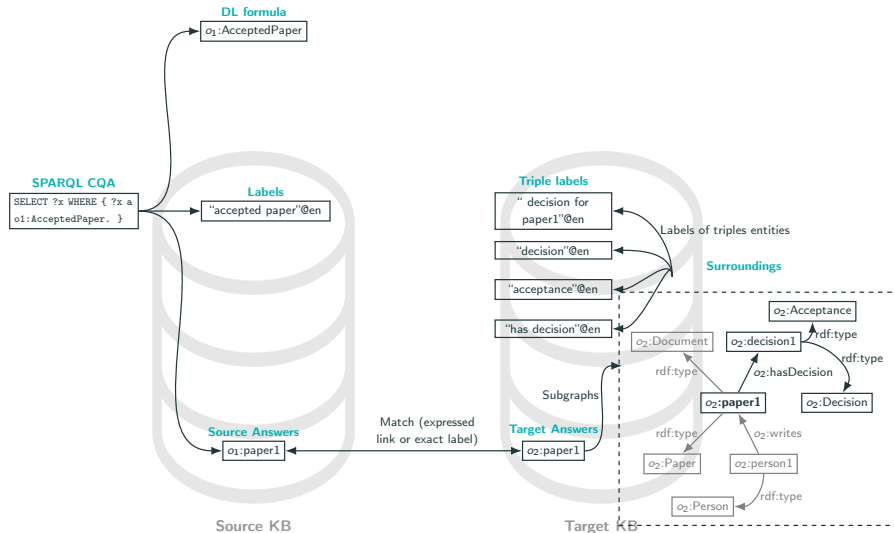 DL formula
o₁:AcceptedPaper
SPARQL CQA
SELECT ?x WHERE { ?x a
o1:AcceptedPaper. }
Labels
“accepted paper”@en
Source Answers
o₁:paper1
Match (expressed
link or exact label)
Source KB
Triple labels
“ decision for
paper1”@en
“decision”@en
“acceptance”@en
“has decision”@en
Labels of triples entities
Subgraphs
Target Answers
o₂:paper1
Target KB
Surroundings
o₂:Acceptance
rdf:type
o₂:Document
o₂:decision1
rdf:type
rdf:type
o₂:hasDecision
o₂:paper1
o₂:Decision
rdf:type
o₂:writes
o₂:Paper
o₂:person1
rdf:type
o₂:Person